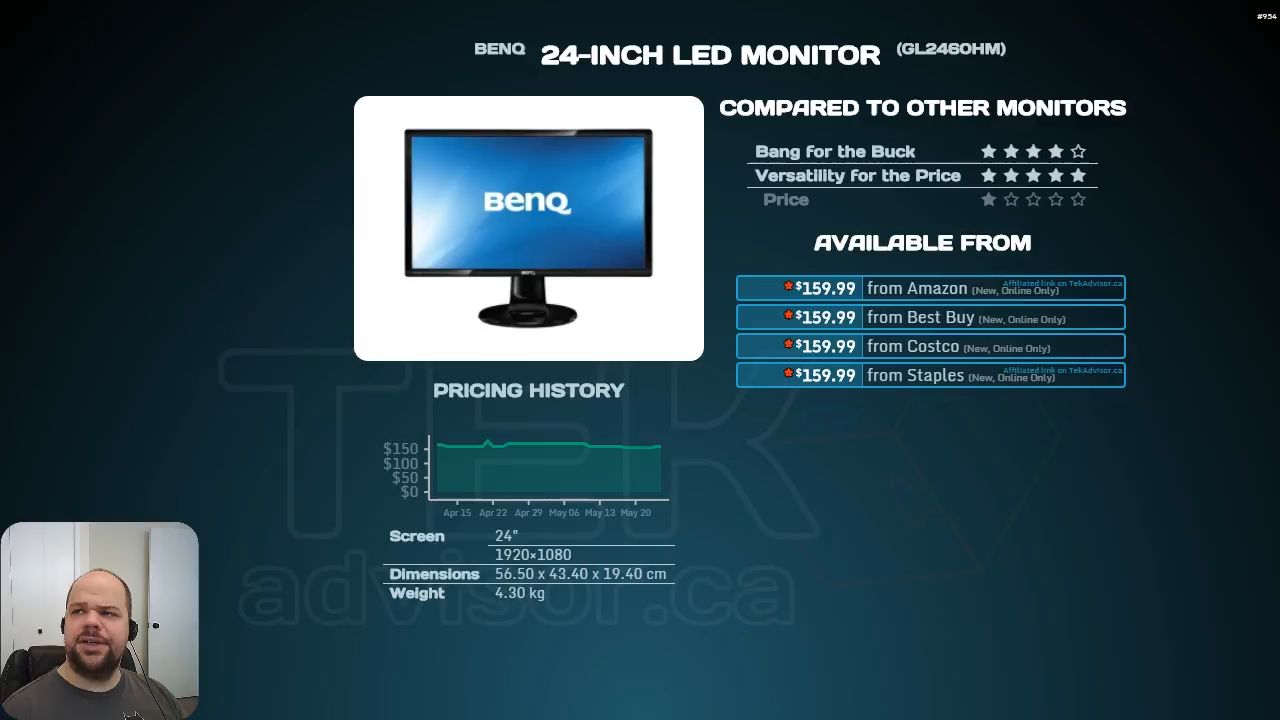 #954
BENQ 24-INCH LED MONITOR (GL2460HM)
BENQ
BENQ
COMPARED TO OTHER MONITORS
Bang for the Buck
Versatility for the Price
Price
AVAILABLE FROM
$159.99 from Amazon (New, Online Only) Affiliated link on TekAdvisor.ca
$159.99 from Best Buy (New, Online Only)
$159.99 from Costco (New, Online Only)
$159.99 from Staples (New, Online Only) Affiliated link on TekAdvisor.ca
PRICING HISTORY
$150
$100
$50
$0
Apr 15 Apr 22 Apr 29 May 06 May 13 May 20
Screen 24"
1920×1080
Dimensions 56.50 x 43.40 x 19.40 cm
Weight 4.30 kg
TEK
advisor.ca